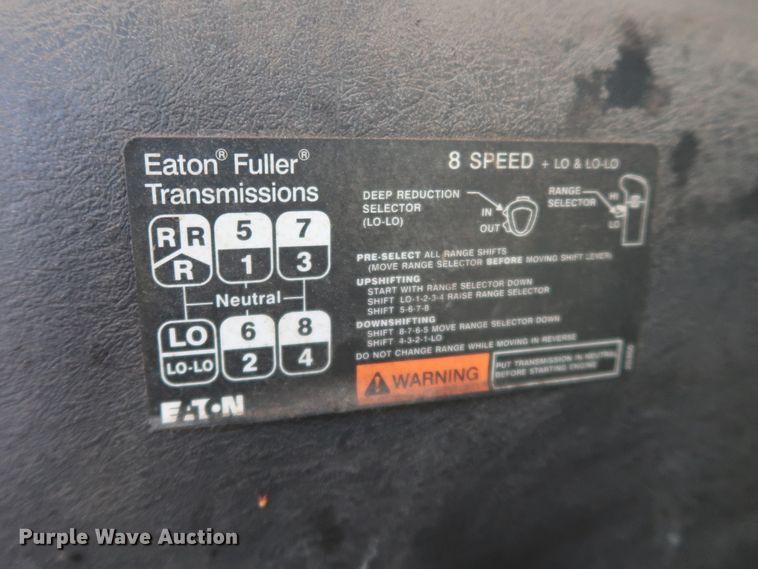 Eaton® Fuller®
Transmissions
8 SPEED + LO & LO-LO
R R 5 7
R 1 3
Neutral
LO 6 8
LO-LO 2 4
EATON
DEEP REDUCTION
SELECTOR
(LO-LO)
IN
OUT
RANGE
SELECTOR
HI
LO
PRE-SELECT ALL RANGE SHIFTS
(MOVE RANGE SELECTOR BEFORE MOVING SHIFT LEVER)
UPSHIFTING
START WITH RANGE SELECTOR DOWN
SHIFT LO-1-2-3-4 RAISE RANGE SELECTOR
SHIFT 5-6-7-8
DOWNSHIFTING
SHIFT 8-7-6-5 MOVE RANGE SELECTOR DOWN
SHIFT 4-3-2-1-LO
DO NOT CHANGE RANGE WHILE MOVING IN REVERSE
WARNING
PUT TRANSMISSION IN NEUTRAL
BEFORE STARTING ENGINE
Purple Wave Auction